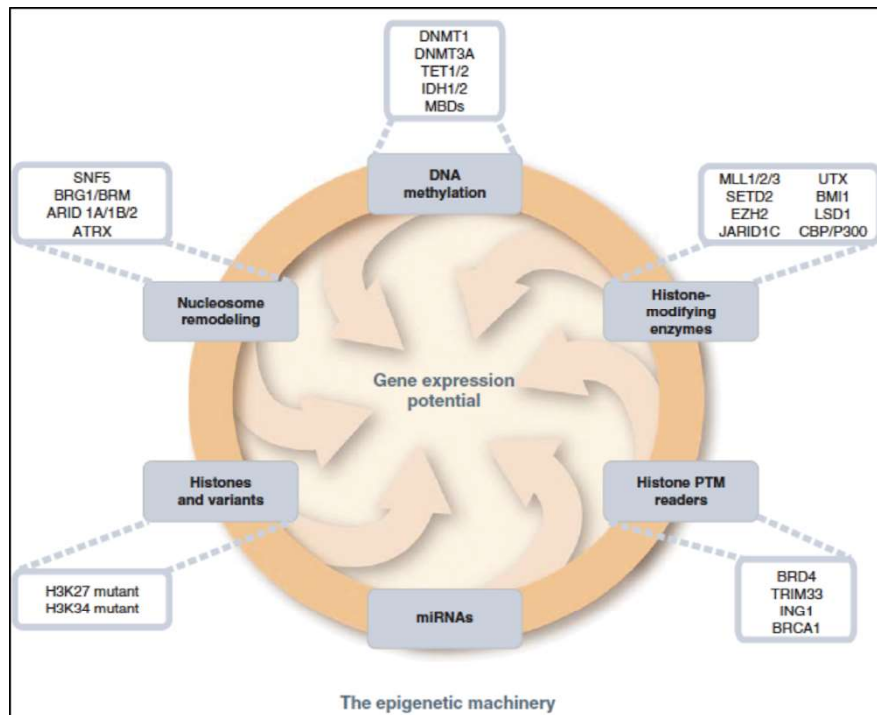 DNMT1
DNMT3A
TET1/2
IDH1/2
MBDs
DNA
methylation
SNF5
BRG1/BRM
ARID 1A/1B/2
ATRX
MLL1/2/3 UTX
SETD2 BMI1
EZH2 LSD1
JARID1C CBP/P300
Nucleosome
remodeling
Histone-
modifying
enzymes
Gene expression
potential
Histones
and variants
Histone PTM
readers
H3K27 mutant
H3K34 mutant
miRNAs
BRD4
TRIM33
ING1
BRCA1
The epigenetic machinery